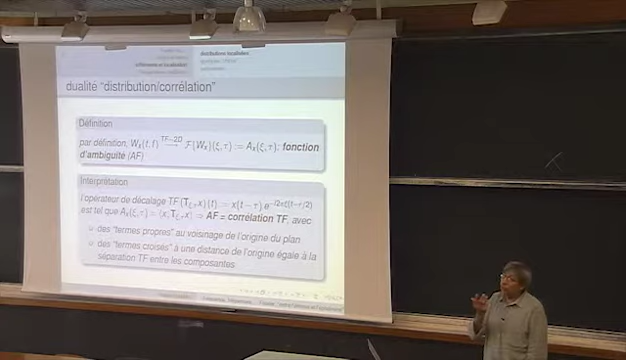 dualité "distribution/corrélation"
Définition
par définition, Wx(t, f) TF−2D → F{Wx}(ξ, τ) := Ax(ξ, τ): fonction
d'ambiguïté (AF)
Interprétation
l'opérateur de décalage TF (Tξ,τx)(t) := x(t − τ) e^−i2πξ(t−τ/2)
est tel que Ax(ξ, τ) = ⟨x, Tξ,τx⟩ ⇒ AF = corrélation TF, avec
des "termes propres" au voisinage de l'origine du plan
des "termes croisés" à une distance de l'origine égale à la
séparation TF entre les composantes